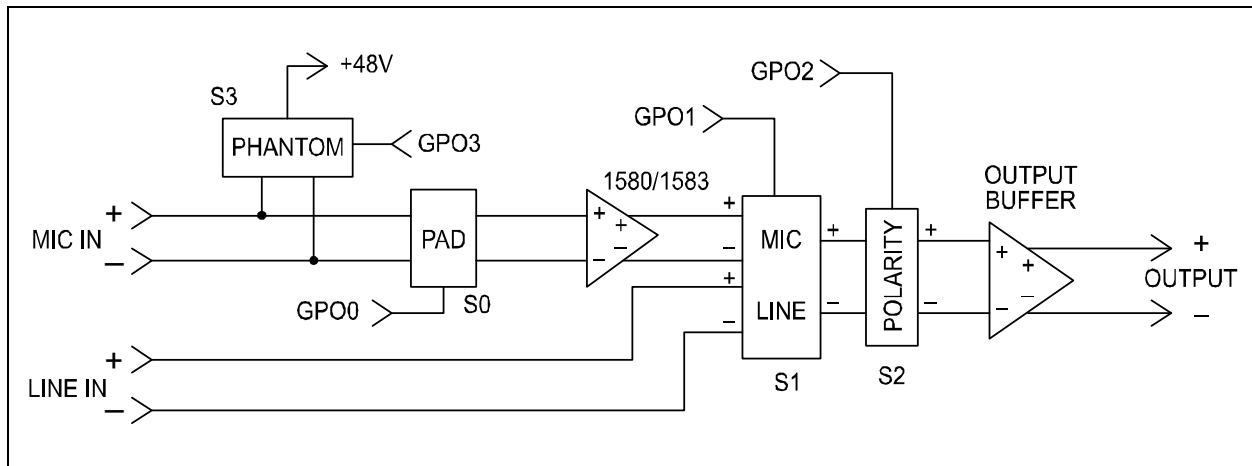 +48V
S3
PHANTOM
GPO3
GPO2
GPO1
1580/1583
OUTPUT
BUFFER
+
MIC IN
−
PAD
S0
GPO0
+
+
−
−
+
−
+
−
MIC
LINE
S1
+
−
POLARITY
S2
+
−
+
+
−
−
+
OUTPUT
−
+
LINE IN
−